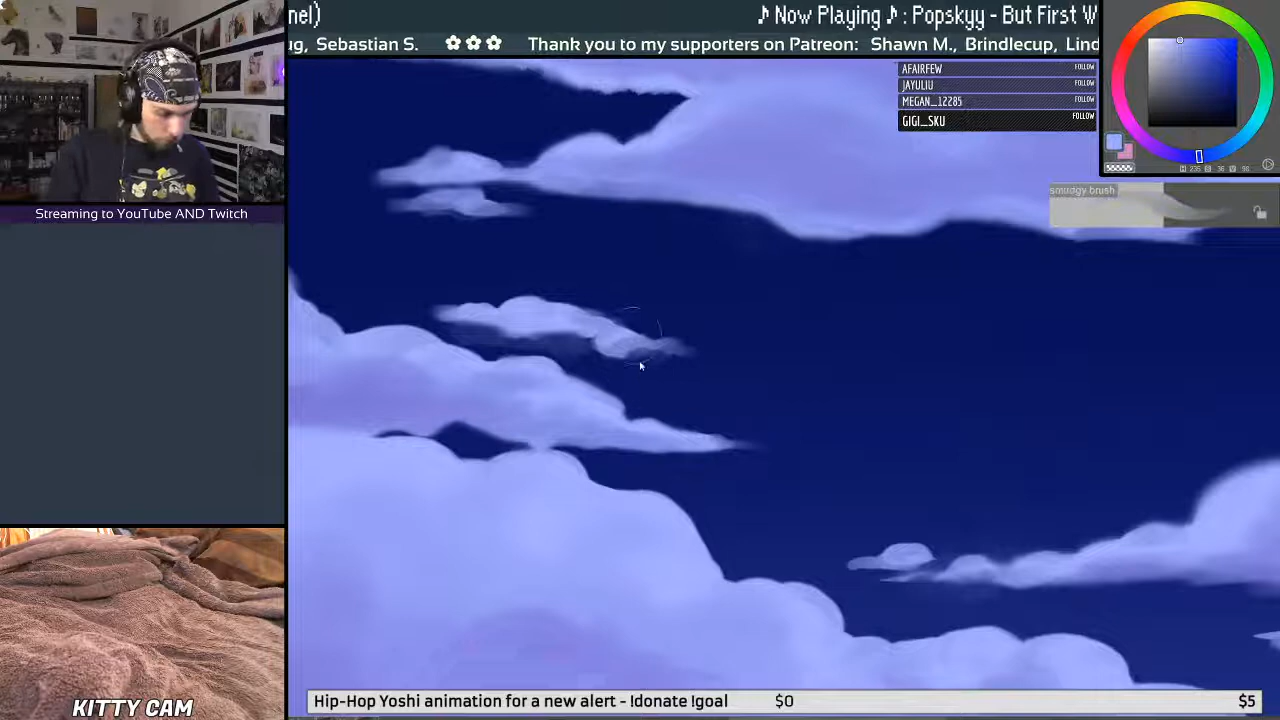 nel)
♪ Now Playing ♪ : Popskyy - But First W
ug, Sebastian S. ✿ ✿ ✿ Thank you to my supporters on Patreon: Shawn M., Brindlecup, Lind
AFAIRFEW FOLLOW
JAYULIU FOLLOW
MEGAN_12285 FOLLOW
GIGI_SKU FOLLOW
smudgy brush
Streaming to YouTube AND Twitch
KITTY CAM
Hip-Hop Yoshi animation for a new alert - !donate !goal $0 $5